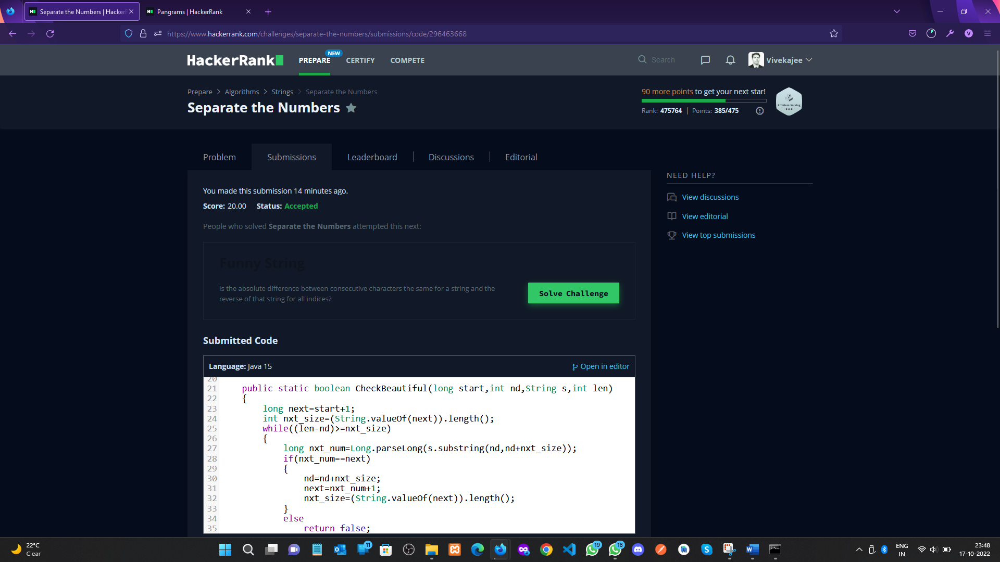 Separate the Numbers | HackerR
Pangrams | HackerRank
https://www.hackerrank.com/challenges/separate-the-numbers/submissions/code/296463668
HackerRank
PREPARE
NEW
CERTIFY
COMPETE
Search
Vivekajee
Prepare > Algorithms > Strings > Separate the Numbers
Separate the Numbers
90 more points to get your next star!
Rank: 475764 | Points: 385/475
Problem Solving
Problem
Submissions
Leaderboard
Discussions
Editorial
NEED HELP?
View discussions
View editorial
View top submissions
You made this submission 14 minutes ago.
Score: 20.00 Status: Accepted
People who solved Separate the Numbers attempted this next:
Funny String
Is the absolute difference between consecutive characters the same for a string and the
reverse of that string for all indices?
Solve Challenge
Submitted Code
Language: Java 15
Open in editor
20
21 public static boolean CheckBeautiful(long start,int nd,String s,int len)
22 {
23 long next=start+1;
24 int nxt_size=(String.valueOf(next)).length();
25 while((len-nd)>=nxt_size)
26 {
27 long nxt_num=Long.parseLong(s.substring(nd,nd+nxt_size));
28 if(nxt_num==next)
29 {
30 nd=nd+nxt_size;
31 next=nxt_num+1;
32 nxt_size=(String.valueOf(next)).length();
33 }
34 else
35 return false;
22°C
Clear
11
19
18
ENG
IN
23:48
17-10-2022